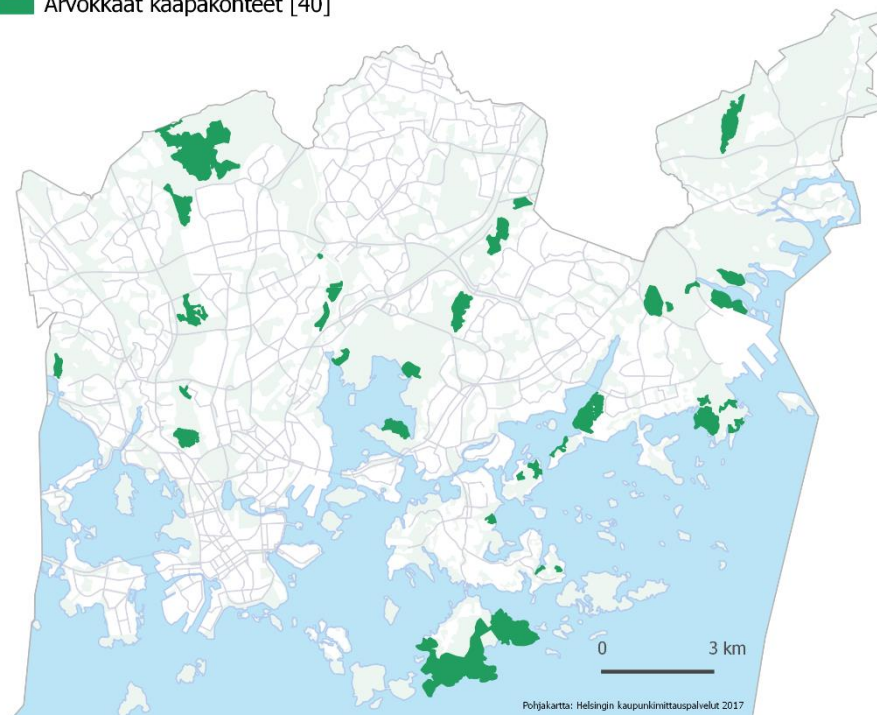 Arvokkaat kääpäkohteet [40]
0 3 km
Pohjakartta: Helsingin kaupunkimittauspalvelut 2017